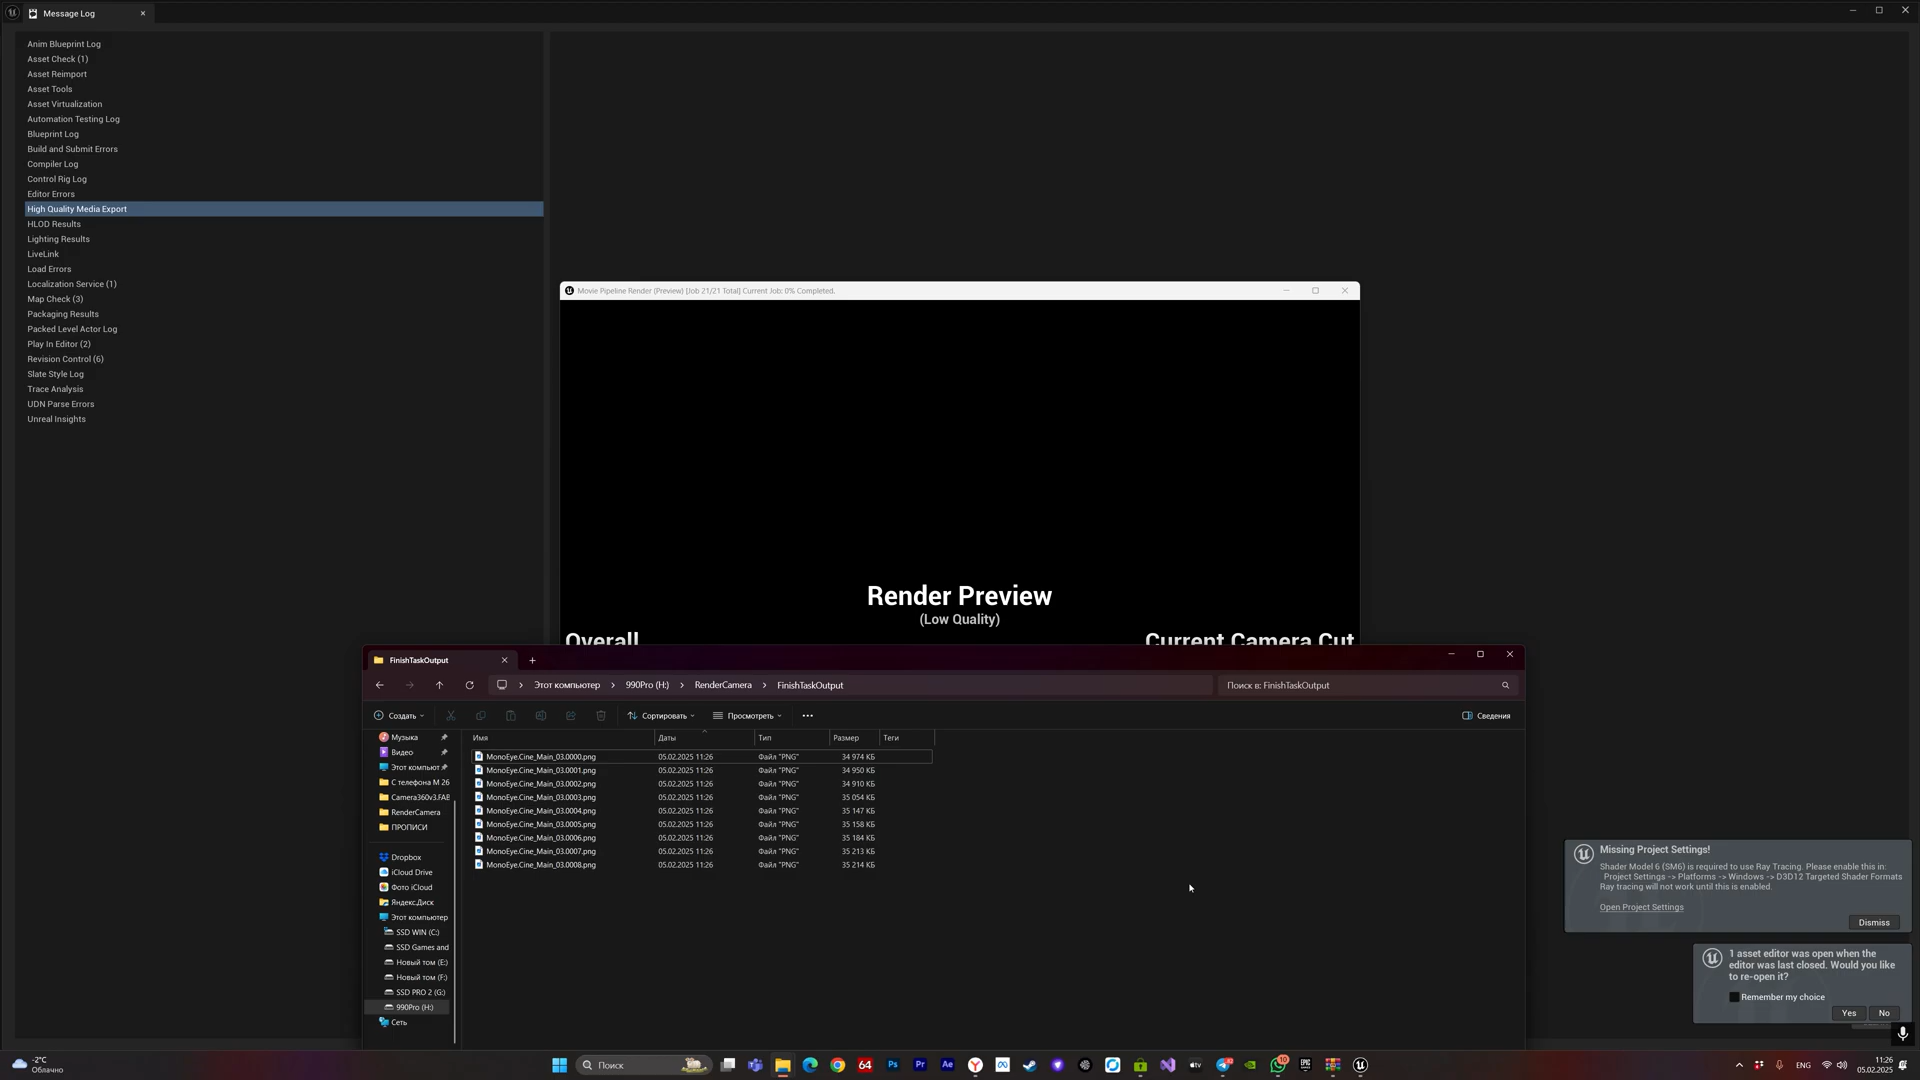 Message Log
Anim Blueprint Log
Asset Check (1)
Asset Reimport
Asset Tools
Asset Virtualization
Automation Testing Log
Blueprint Log
Build and Submit Errors
Compiler Log
Control Rig Log
Editor Errors
High Quality Media Export
HLOD Results
Lighting Results
LiveLink
Load Errors
Localization Service (1)
Map Check (3)
Packaging Results
Packed Level Actor Log
Play In Editor (2)
Revision Control (6)
Slate Style Log
Trace Analysis
UDN Parse Errors
Unreal Insights
Movie Pipeline Render (Preview) [Job 21/21 Total] Current Job: 0% Completed.
Render Preview
(Low Quality)
Overall
Current Camera Cut
FinishTaskOutput
Этот компьютер > 990Pro (H:) > RenderCamera > FinishTaskOutput
Поиск в: FinishTaskOutput
Создать
Сортировать
Просмотреть
Сведения
Музыка
Видео
Этот компьют
С телефона М 26
Camera360v3.FAE
RenderCamera
ПРОПИСИ
Dropbox
iCloud Drive
Фото iCloud
Яндекс.Диск
Этот компьютер
SSD WIN (C:)
SSD Games and
Новый том (E:)
Новый том (F:)
SSD PRO 2 (G:)
990Pro (H:)
Сеть
Имя Даты Тип Размер Теги
MonoEye.Cine_Main_03.0000.png 05.02.2025 11:26 Файл "PNG" 34 974 КБ
MonoEye.Cine_Main_03.0001.png 05.02.2025 11:26 Файл "PNG" 34 950 КБ
MonoEye.Cine_Main_03.0002.png 05.02.2025 11:26 Файл "PNG" 34 910 КБ
MonoEye.Cine_Main_03.0003.png 05.02.2025 11:26 Файл "PNG" 35 054 КБ
MonoEye.Cine_Main_03.0004.png 05.02.2025 11:26 Файл "PNG" 35 147 КБ
MonoEye.Cine_Main_03.0005.png 05.02.2025 11:26 Файл "PNG" 35 158 КБ
MonoEye.Cine_Main_03.0006.png 05.02.2025 11:26 Файл "PNG" 35 184 КБ
MonoEye.Cine_Main_03.0007.png 05.02.2025 11:26 Файл "PNG" 35 213 КБ
MonoEye.Cine_Main_03.0008.png 05.02.2025 11:26 Файл "PNG" 35 214 КБ
Missing Project Settings!
Shader Model 6 (SM6) is required to use Ray Tracing. Please enable this in:
Project Settings -> Platforms -> Windows -> D3D12 Targeted Shader Formats
Ray tracing will not work until this is enabled.
Open Project Settings
Dismiss
1 asset editor was open when the
editor was last closed. Would you like
to re-open it?
Remember my choice
Yes
No
-2°C
Облачно
Поиск
64
Ps
Pr
Ae
10
EPIC
ENG
11:26
05.02.2025